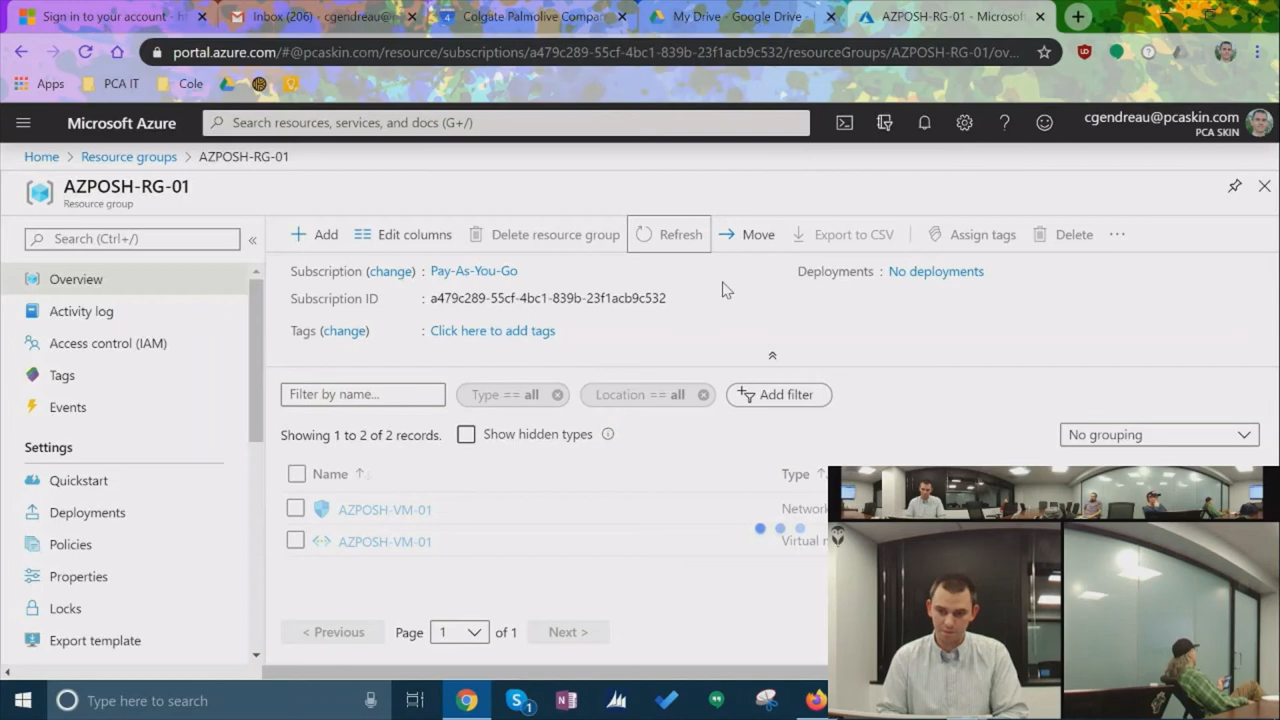 Sign in to your account - h
Inbox (206) - cgendreau@p
Colgate Palmolive Compan
My Drive - Google Drive -
AZPOSH-RG-01 - Microsof
portal.azure.com/#@pcaskin.com/resource/subscriptions/a479c289-55cf-4bc1-839b-23f1acb9c532/resourceGroups/AZPOSH-RG-01/ov...
Apps
PCA IT
Cole
Microsoft Azure
Search resources, services, and docs (G+/)
cgendreau@pcaskin.com
PCA SKIN
Home > Resource groups > AZPOSH-RG-01
AZPOSH-RG-01
Resource group
Search (Ctrl+/)
«
Overview
Activity log
Access control (IAM)
Tags
Events
Settings
Quickstart
Deployments
Policies
Properties
Locks
Export template
Add
Edit columns
Delete resource group
Refresh
Move
Export to CSV
Assign tags
Delete
...
Subscription (change) : Pay-As-You-Go
Deployments : No deployments
Subscription ID : a479c289-55cf-4bc1-839b-23f1acb9c532
Tags (change) : Click here to add tags
Filter by name...
Type == all
Location == all
Add filter
Showing 1 to 2 of 2 records.
Show hidden types
No grouping
Name
Type
AZPOSH-VM-01
Network
AZPOSH-VM-01
Virtual n
< Previous
Page 1 of 1
Next >
Type here to search
1